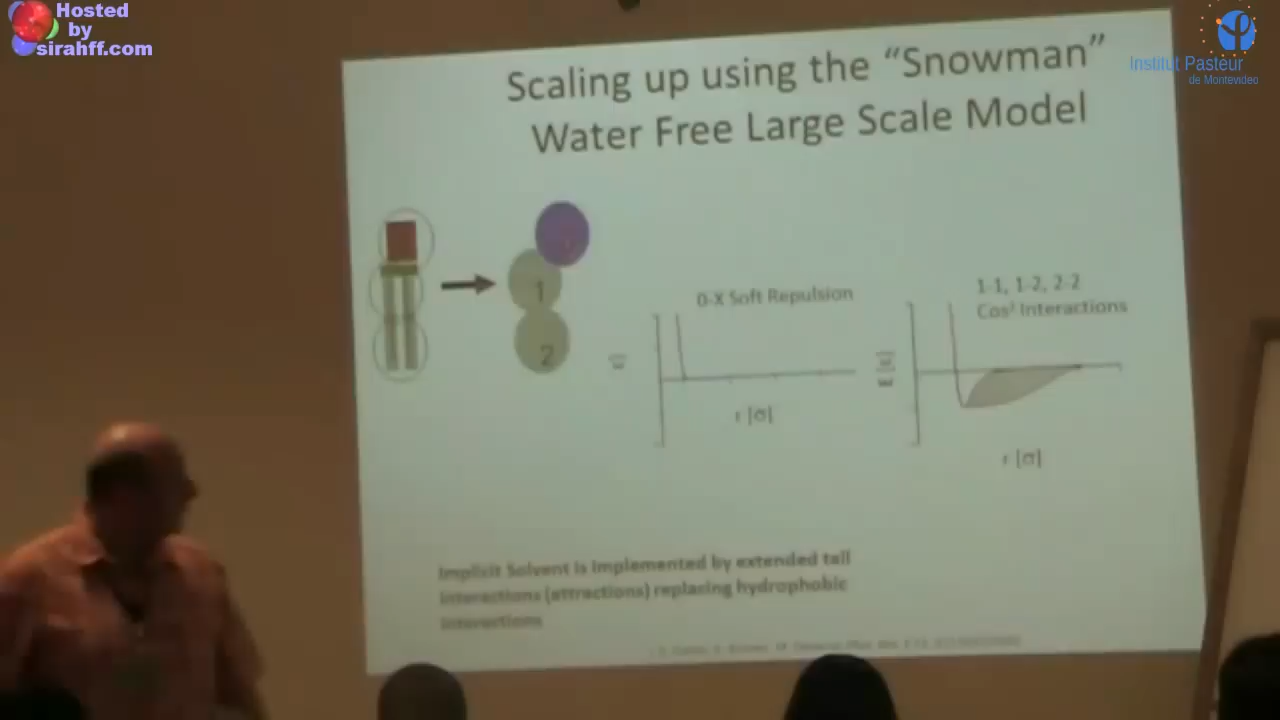 Hosted
by
sirahff.com
Institut Pasteur
de Montevideo
Scaling up using the “Snowman”
Water Free Large Scale Model
1
2
0-X Soft Repulsion
r [σ]
1-1, 1-2, 2-2
Cos² Interactions
r [σ]
Implicit Solvent is Implemented by extended tail
interactions (attractions) replacing hydrophobic
interactions